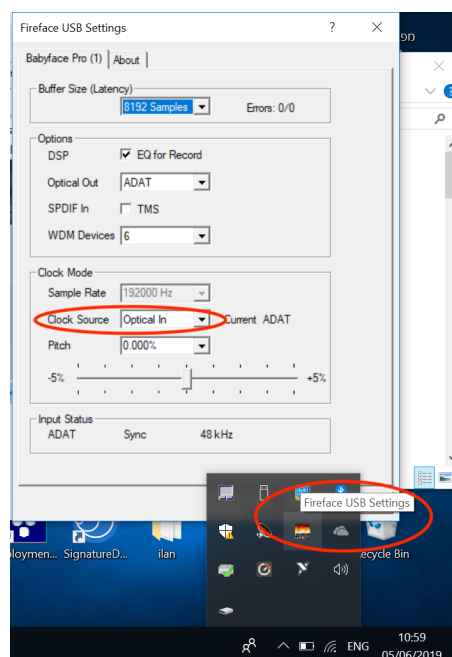 Fireface USB Settings
?
Babyface Pro (1)
About
Buffer Size (Latency)
8192 Samples
Errors: 0/0
Options
DSP
EQ for Record
Optical Out
ADAT
SPDIF In
TMS
WDM Devices
6
Clock Mode
Sample Rate
192000 Hz
Clock Source
Optical In
Current ADAT
Pitch
0.000%
-5%
+5%
Input Status
ADAT Sync 48 kHz
Fireface USB Settings
loymen...
SignatureD...
ilan
ecycle Bin
ENG
10:59
05/06/2019